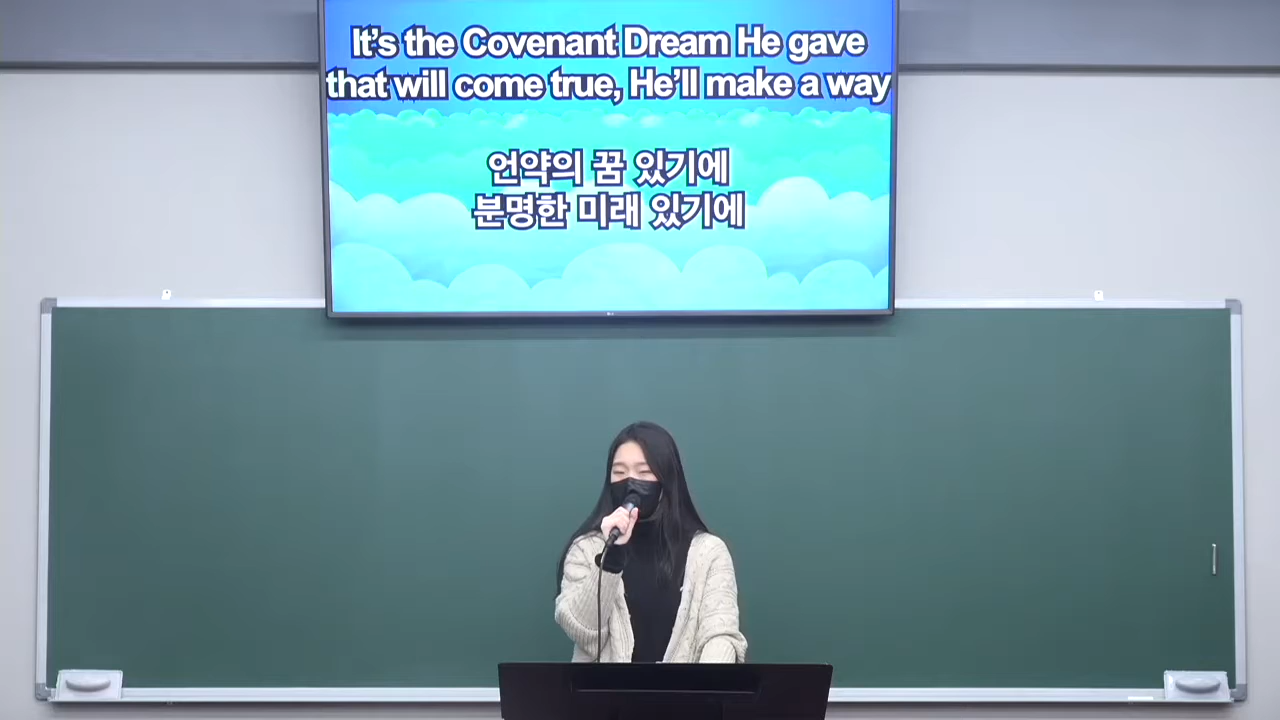 It's the Covenant Dream He gave
that will come true, He'll make a way
언약의 꿈 있기에
분명한 미래 있기에